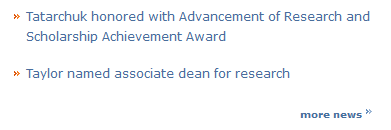 » Tatarchuk honored with Advancement of Research and
Scholarship Achievement Award
» Taylor named associate dean for research
more news »